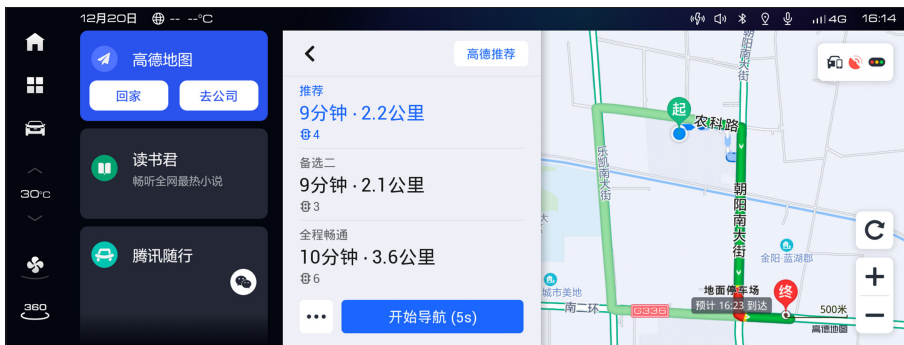 12月20日 -- --°C
4G 16:14
高德地图
回家 去公司
读书君
畅听全网最热小说
腾讯随行
30°C
360
高德推荐
推荐
9分钟 · 2.2公里
4
备选二
9分钟 · 2.1公里
3
全程畅通
10分钟 · 3.6公里
6
开始导航 (5s)
朝阳南大街
起
农科路
乐凯南大街
朝阳南大街
金阳·蓝湖郡
城市美地
地面停车场
终
预计 16:23 到达
南二环
G336
500米
高德地图